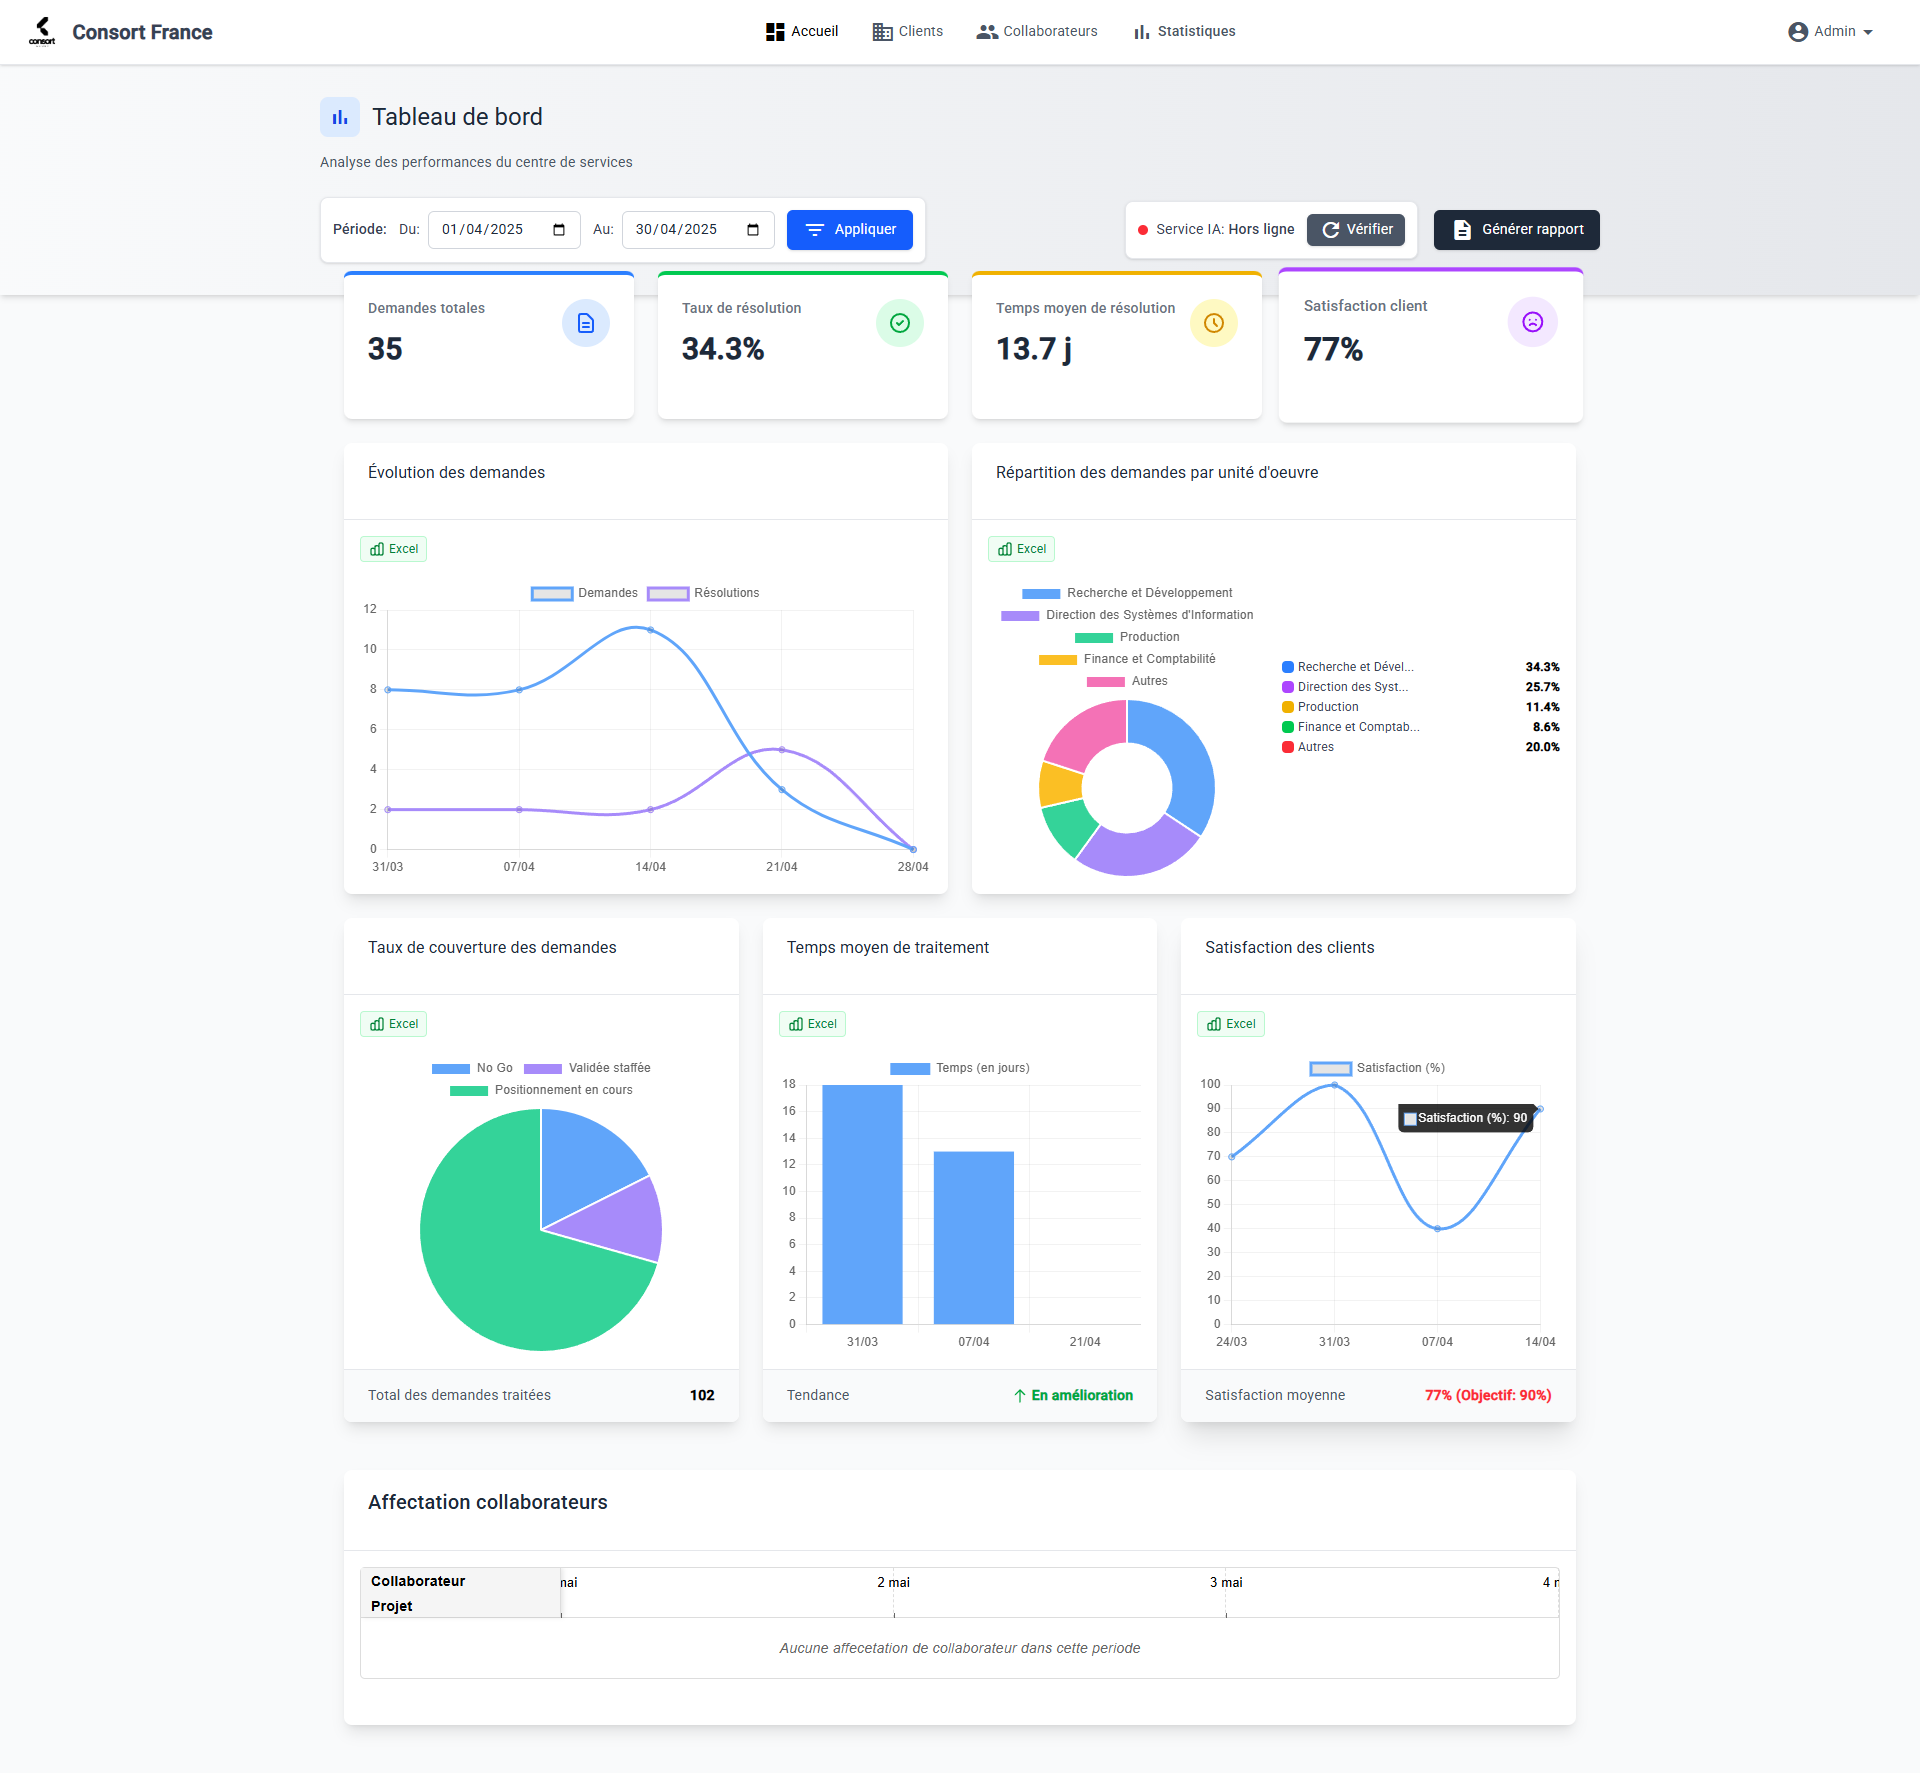 consort
Consort France
Accueil
Clients
Collaborateurs
Statistiques
Admin
Tableau de bord
Analyse des performances du centre de services
Période: Du: 01/04/2025 Au: 30/04/2025 Appliquer
Service IA: Hors ligne Vérifier
Générer rapport
Demandes totales
35
Taux de résolution
34.3%
Temps moyen de résolution
13.7 j
Satisfaction client
77%
Évolution des demandes
Excel
Demandes Résolutions
12
10
8
6
4
2
0
31/03 07/04 14/04 21/04 28/04
Répartition des demandes par unité d'oeuvre
Excel
Recherche et Développement
Direction des Systèmes d'Information
Production
Finance et Comptabilité
Autres
Recherche et Dével... 34.3%
Direction des Syst... 25.7%
Production 11.4%
Finance et Comptab... 8.6%
Autres 20.0%
Taux de couverture des demandes
Excel
No Go Validée staffée
Positionnement en cours
Total des demandes traitées 102
Temps moyen de traitement
Excel
Temps (en jours)
18
16
14
12
10
8
6
4
2
0
31/03 07/04 21/04
Tendance En amélioration
Satisfaction des clients
Excel
Satisfaction (%)
100
90
80
70
60
50
40
30
20
10
0
Satisfaction (%): 90
24/03 31/03 07/04 14/04
Satisfaction moyenne 77% (Objectif: 90%)
Affectation collaborateurs
Collaborateur
Projet
mai 2 mai 3 mai 4
Aucune affecetation de collaborateur dans cette periode